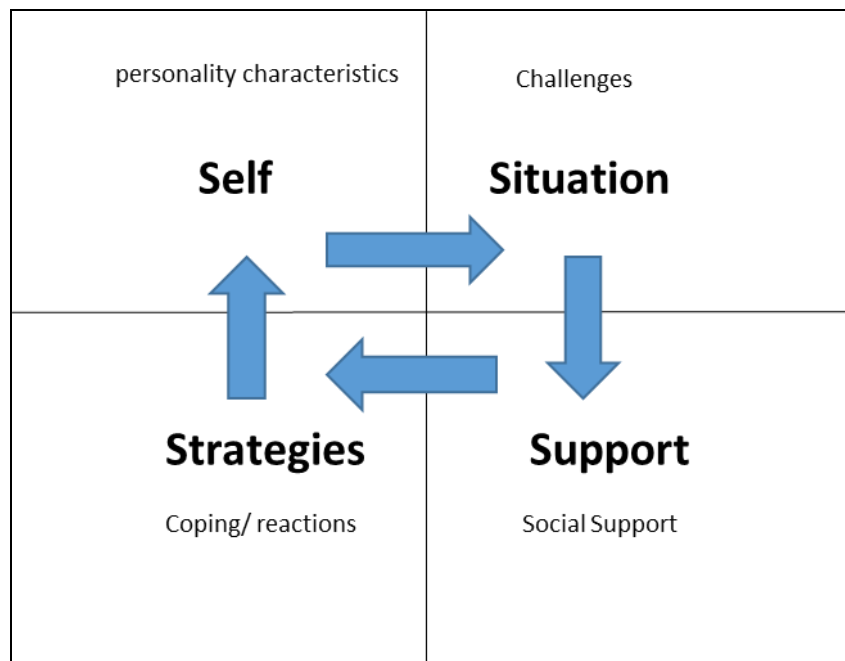 personality characteristics
Challenges
Self
Situation
Strategies
Support
Coping/ reactions
Social Support